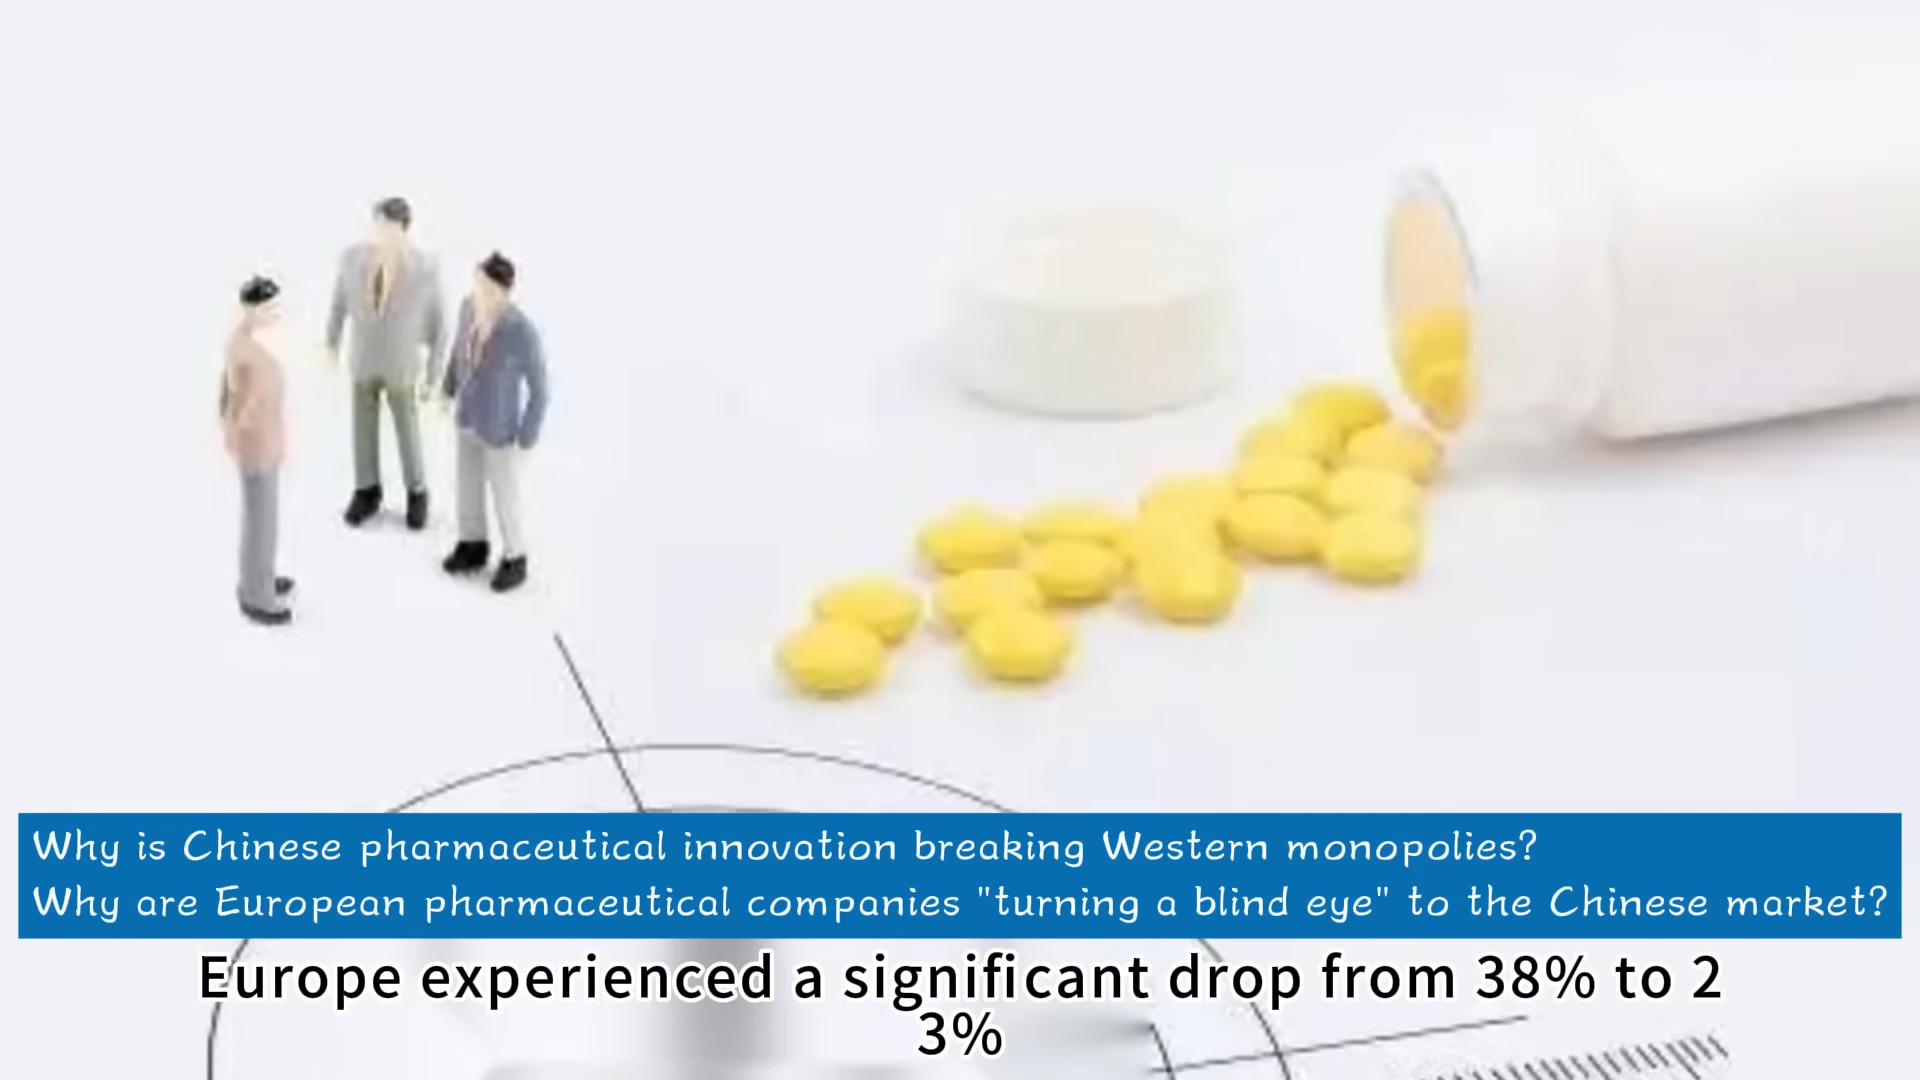 Why is Chinese pharmaceutical innovation breaking Western monopolies?
Why are European pharmaceutical companies "turning a blind eye" to the Chinese market?
Europe experienced a significant drop from 38% to 2
3%